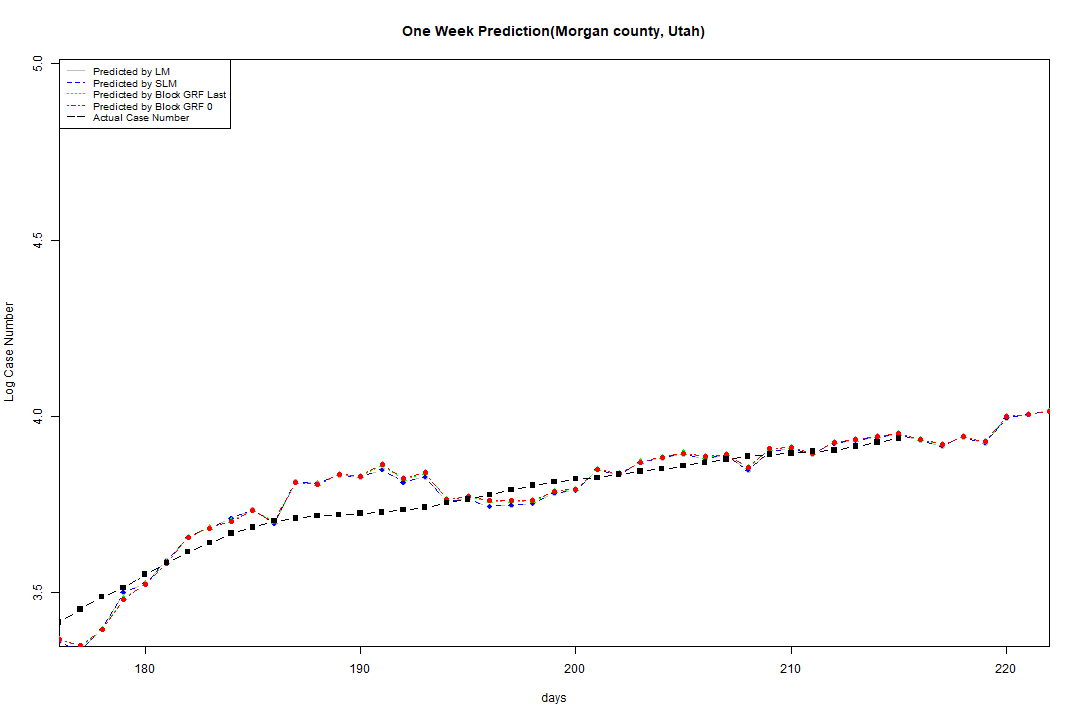 One Week Prediction(Morgan county, Utah)
Predicted by LM
Predicted by SLM
Predicted by Block GRF Last
Predicted by Block GRF 0
Actual Case Number
5.0
4.5
4.0
3.5
Log Case Number
180
190
200
210
220
days